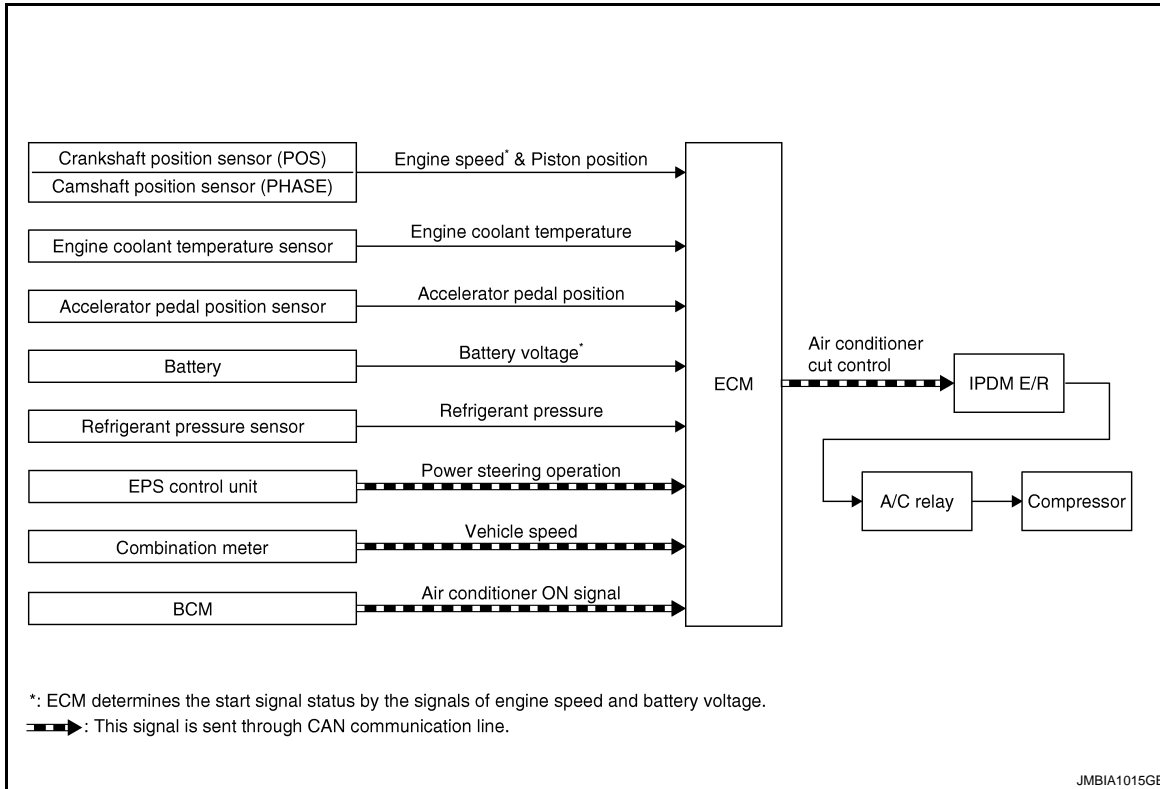 Crankshaft position sensor (POS)
Camshaft position sensor (PHASE)
Engine speed* & Piston position
Engine coolant temperature sensor
Engine coolant temperature
Accelerator pedal position sensor
Accelerator pedal position
Battery
Battery voltage*
Refrigerant pressure sensor
Refrigerant pressure
EPS control unit
Power steering operation
Combination meter
Vehicle speed
BCM
Air conditioner ON signal
ECM
Air conditioner
cut control
IPDM E/R
A/C relay
Compressor
*: ECM determines the start signal status by the signals of engine speed and battery voltage.
: This signal is sent through CAN communication line.
JMBIA1015GB